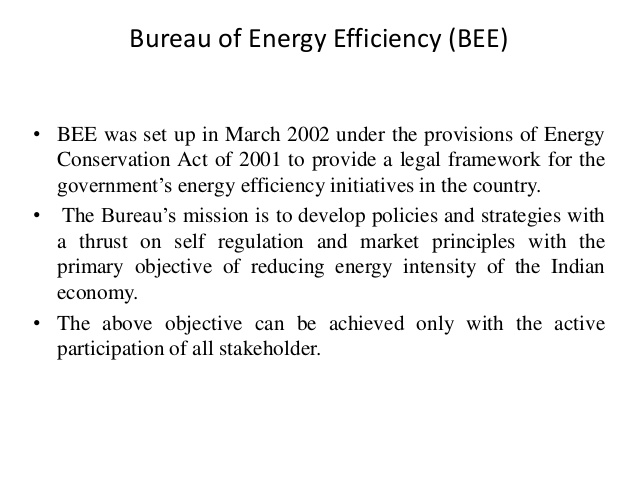 Bureau of Energy Efficiency (BEE)
• BEE was set up in March 2002 under the provisions of Energy
Conservation Act of 2001 to provide a legal framework for the
government’s energy efficiency initiatives in the country.
• The Bureau’s mission is to develop policies and strategies with
a thrust on self regulation and market principles with the
primary objective of reducing energy intensity of the Indian
economy.
• The above objective can be achieved only with the active
participation of all stakeholder.